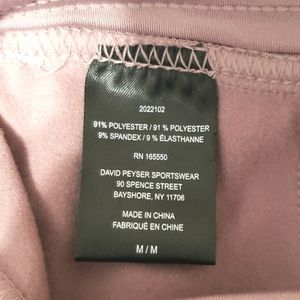 2022102
91% POLYESTER / 91 % POLYESTER
9% SPANDEX / 9 % ÉLASTHANNE
RN 165550
DAVID PEYSER SPORTSWEAR
90 SPENCE STREET
BAYSHORE, NY 11706
MADE IN CHINA
FABRIQUÉ EN CHINE
M / M